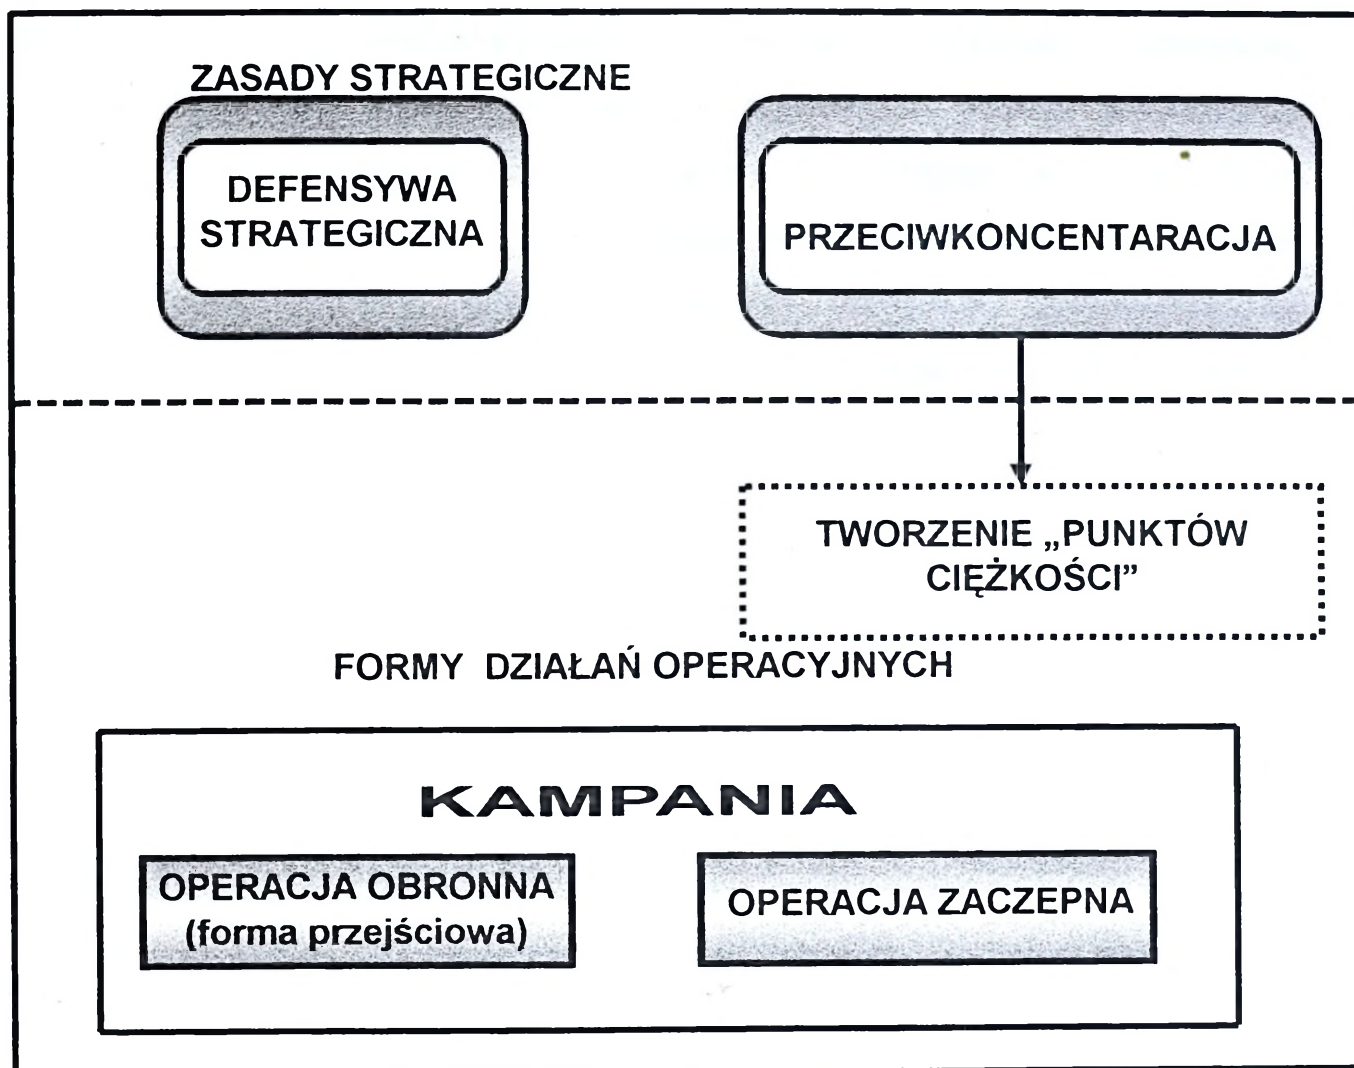 ZASADY STRATEGICZNE
DEFENSYWA
STRATEGICZNA
PRZECIWKONCENTARACJA
TWORZENIE „PUNKTÓW
CIĘŻKOŚCI”
FORMY DZIAŁAŃ OPERACYJNYCH
KAMPANIA
OPERACJA OBRONNA
(forma przejściowa)
OPERACJA ZACZEPNA